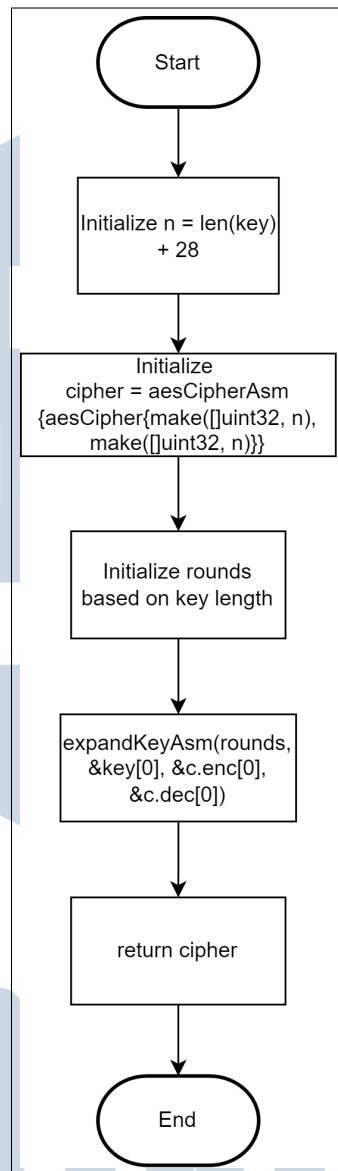 Start
Initialize n = len(key)
+ 28
Initialize
cipher = aesCipherAsm
{aesCipher{make([]uint32, n),
make([]uint32, n)}}
Initialize rounds
based on key length
expandKeyAsm(rounds,
&key[0], &c.enc[0],
&c.dec[0])
return cipher
End